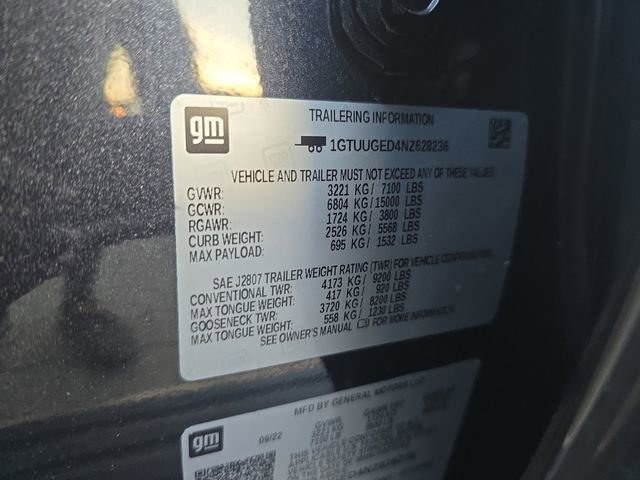 gm
TRAILERING INFORMATION
1GTUUGED4NZ628236
VEHICLE AND TRAILER MUST NOT EXCEED ANY OF THESE VALUES
GVWR: 3221 KG/ 7100 LBS
GCWR: 6804 KG/15000 LBS
RGAWR: 1724 KG/ 3800 LBS
CURB WEIGHT: 2526 KG/ 5568 LBS
MAX PAYLOAD: 695 KG/ 1532 LBS
SAE J2807 TRAILER WEIGHT RATING (TWR) FOR VEHICLE CONFIGURATION.
CONVENTIONAL TWR: 4173 KG/ 9200 LBS
MAX TONGUE WEIGHT: 417 KG/ 920 LBS
GOOSENECK TWR: 3720 KG/ 8200 LBS
MAX TONGUE WEIGHT: 558 KG/ 1230 LBS
SEE OWNER'S MANUAL FOR MORE INFORMATION
gm
MFD BY GENERAL MOTORS LLC
09/22
GVWR
3221 KG
7100 LB